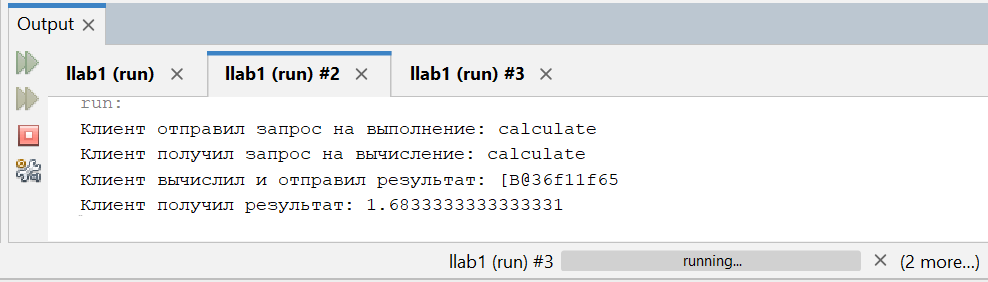 Output
llab1 (run)
llab1 (run) #2
llab1 (run) #3
run:
Клиент отправил запрос на выполнение: calculate
Клиент получил запрос на вычисление: calculate
Клиент вычислил и отправил результат: [B@36f11f65
Клиент получил результат: 1.6833333333333331
llab1 (run) #3 running... (2 more...)